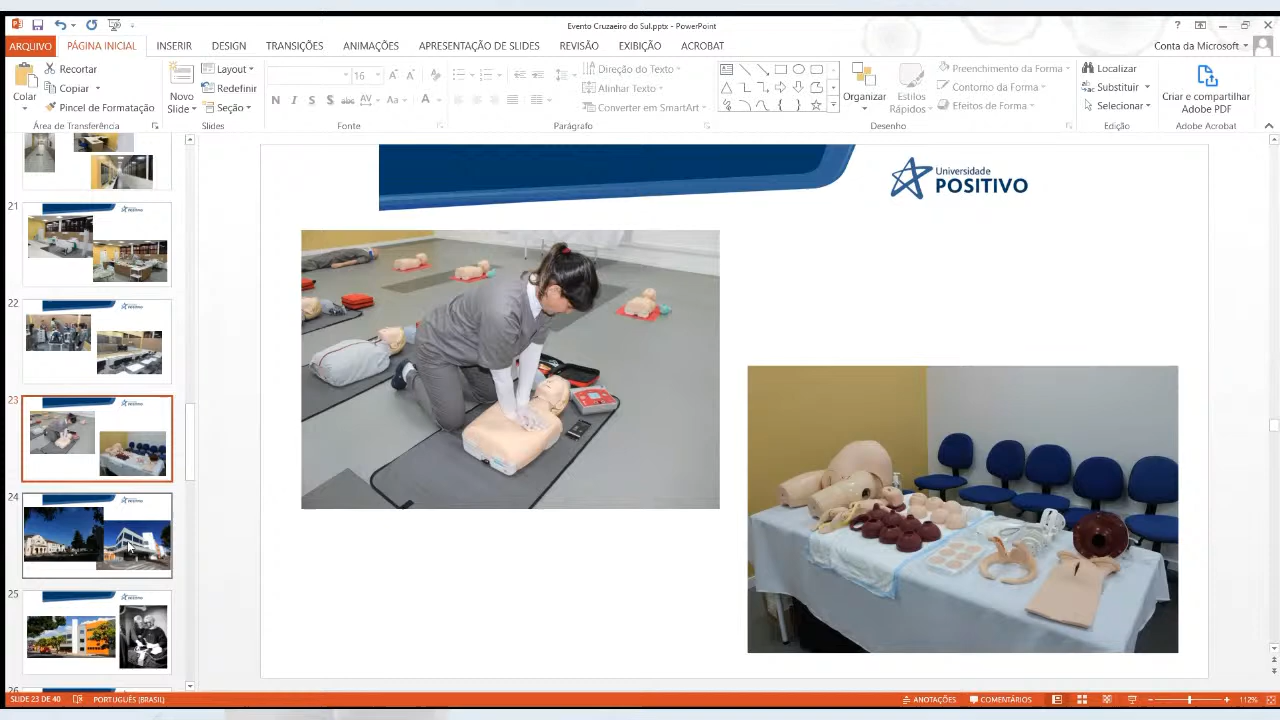 Evento Cruzeiro do Sul.pptx - PowerPoint
ARQUIVO PÁGINA INICIAL INSERIR DESIGN TRANSIÇÕES ANIMAÇÕES APRESENTAÇÃO DE SLIDES REVISÃO EXIBIÇÃO ACROBAT Conta da Microsoft
Colar
Recortar
Copiar
Pincel de Formatação
Área de Transferência
Novo
Slide
Layout
Redefinir
Seção
Slides
16
N I S S abc AV Aa A
Fonte
Direção do Texto
Alinhar Texto
Converter em SmartArt
Parágrafo
Organizar
Estilos
rápidos
Preenchimento da Forma
Contorno da Forma
Efeitos de Forma
Desenho
Localizar
Substituir
Selecionar
Edição
Criar e compartilhar
Adobe PDF
Adobe Acrobat
21
22
23
24
25
Universidade
POSITIVO
SLIDE 23 DE 40 PORTUGUÊS (BRASIL) ANOTAÇÕES COMENTÁRIOS 112%